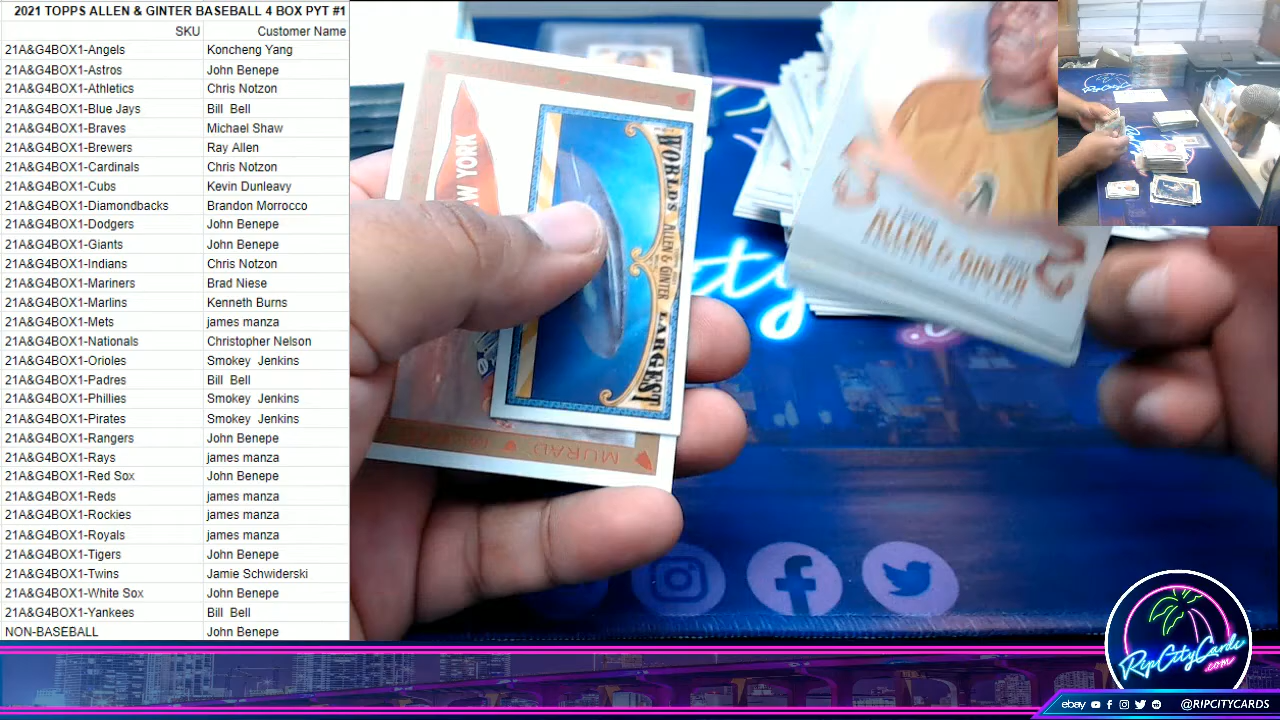 2021 TOPPS ALLEN & GINTER BASEBALL 4 BOX PYT #1
SKU Customer Name
21A&G4BOX1-Angels Koncheng Yang
21A&G4BOX1-Astros John Benepe
21A&G4BOX1-Athletics Chris Notzon
21A&G4BOX1-Blue Jays Bill Bell
21A&G4BOX1-Braves Michael Shaw
21A&G4BOX1-Brewers Ray Allen
21A&G4BOX1-Cardinals Chris Notzon
21A&G4BOX1-Cubs Kevin Dunleavy
21A&G4BOX1-Diamondbacks Brandon Morrocco
21A&G4BOX1-Dodgers John Benepe
21A&G4BOX1-Giants John Benepe
21A&G4BOX1-Indians Chris Notzon
21A&G4BOX1-Mariners Brad Niese
21A&G4BOX1-Marlins Kenneth Burns
21A&G4BOX1-Mets james manza
21A&G4BOX1-Nationals Christopher Nelson
21A&G4BOX1-Orioles Smokey Jenkins
21A&G4BOX1-Padres Bill Bell
21A&G4BOX1-Phillies Smokey Jenkins
21A&G4BOX1-Pirates Smokey Jenkins
21A&G4BOX1-Rangers John Benepe
21A&G4BOX1-Rays james manza
21A&G4BOX1-Red Sox John Benepe
21A&G4BOX1-Reds james manza
21A&G4BOX1-Rockies james manza
21A&G4BOX1-Royals james manza
21A&G4BOX1-Tigers John Benepe
21A&G4BOX1-Twins Jamie Schwiderski
21A&G4BOX1-White Sox John Benepe
21A&G4BOX1-Yankees Bill Bell
NON-BASEBALL John Benepe
WORLDS LARGEST
ALLEN & GINTER
W YORK
MURAD
ALLEN & GINTER
RipCityCards
.com
ebay @RIPCITYCARDS